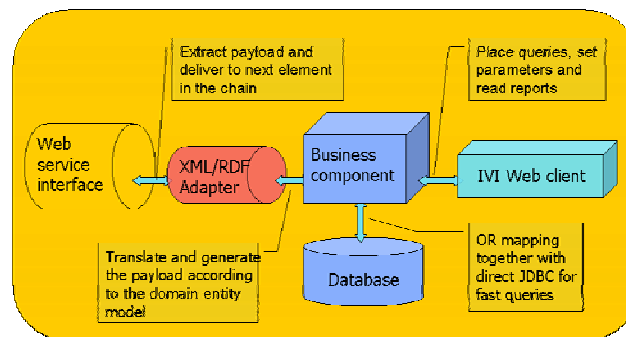 Extract payload and
deliver to next element
in the chain
Place queries, set
parameters and
read reports
Web
service
interface
XML/RDF
Adapter
Business
component
IVI Web client
Translate and generate
the payload according
to the domain entity
model
Database
OR mapping
together with
direct JDBC for
fast queries